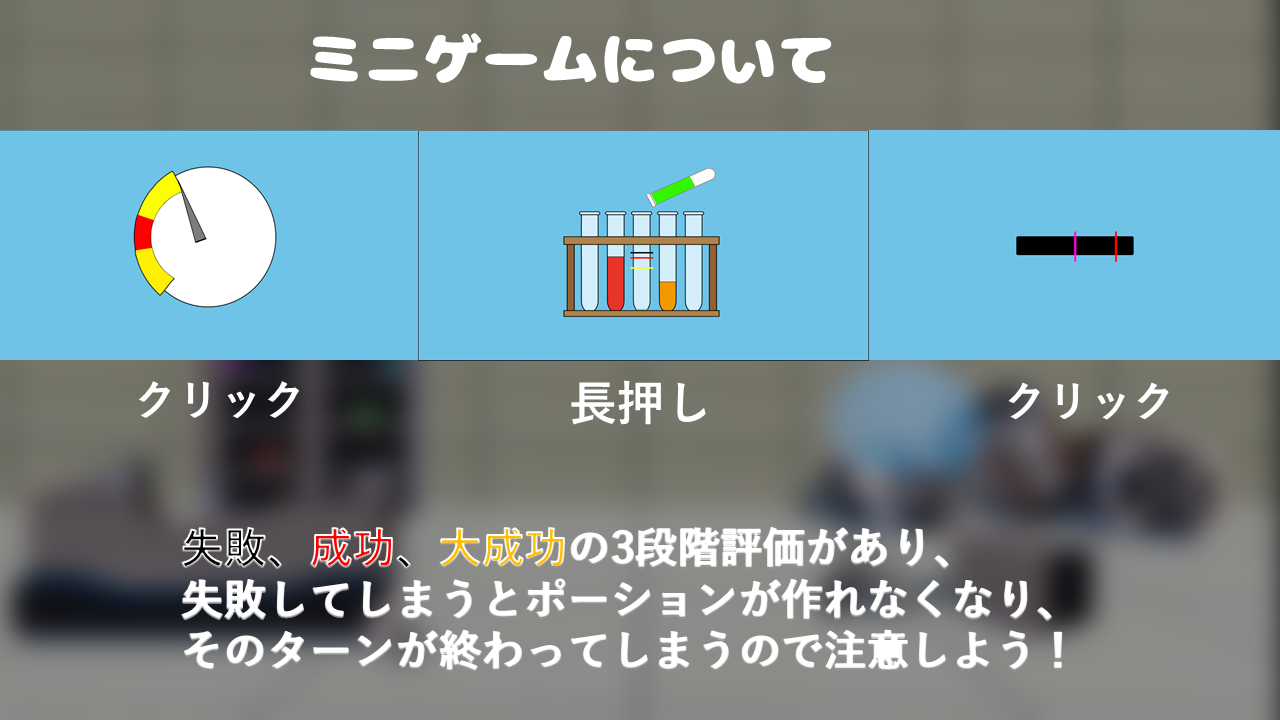 ミニゲームについて
クリック
長押し
クリック
失敗、成功、大成功の3段階評価があり、
失敗してしまうとポーションが作れなくなり、
そのターンが終わってしまうので注意しよう！